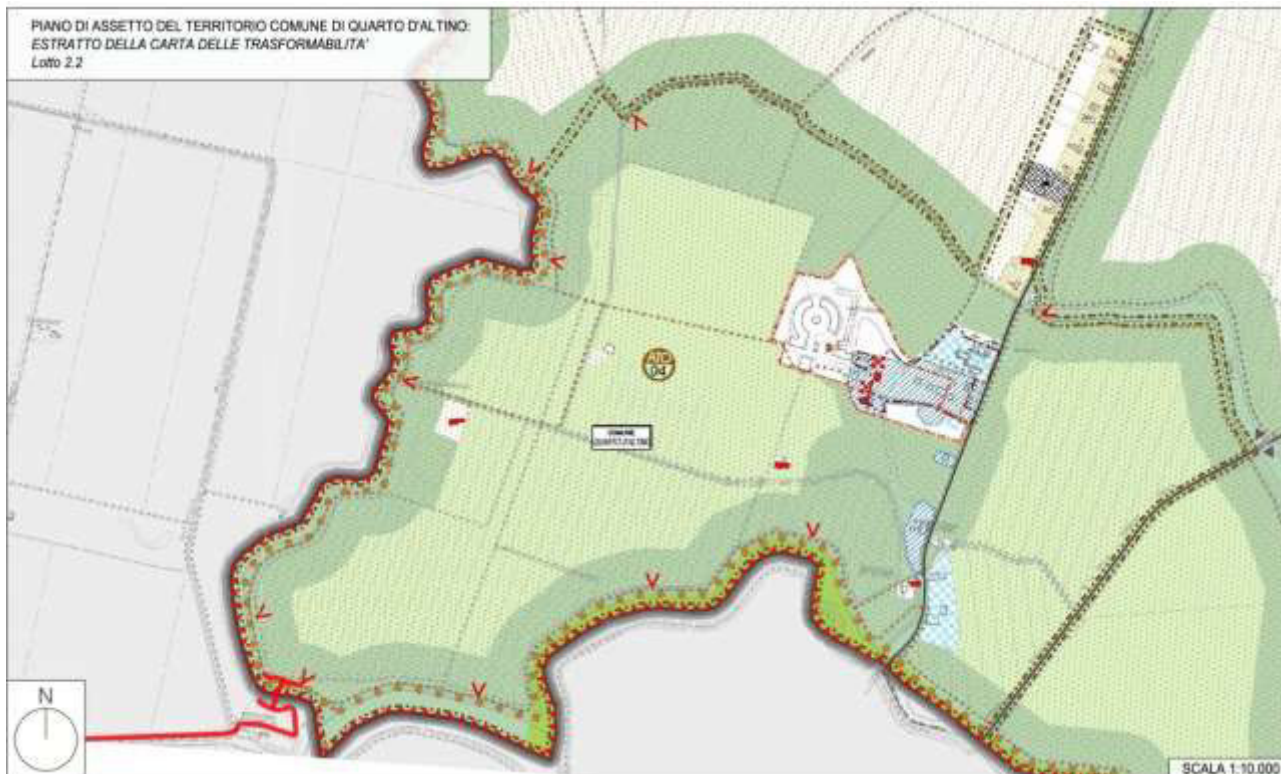 PIANO DI ASSETTO DEL TERRITORIO COMUNE DI QUARTO D'ALTINO:
ESTRATTO DELLA CARTA DELLE TRASFORMABILITA'
Lotto 2.2
ATO
04
COMUNE
N
SCALA 1:10.000